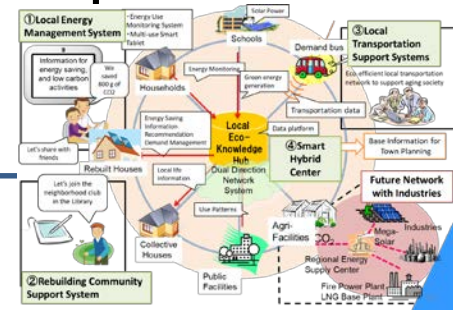 ①Local Energy
Management System
•Energy Use
Monitoring System
•Multi-use Smart
Tablet
Information for
energy saving,
and low carbon
activities
We
saved
800 g of
CO2
Let's share with
friends
Households
Rebuilt Houses
Energy Saving
Information
Recommendation
Demand Management
Energy Monitoring
Solar Power
Schools
Green energy
generation
Demand bus
③Local
Transportation
Support Systems
Eco-efficient local transportation
network to support aging society
Transportation data
Local
Eco-
Knowledge
Hub
Dual Direction
Network
System
Data platform
④Smart
Hybrid
Center
Base Information for
Town Planning
Local life
information
Use Patterns
Let's join the
neighborhood club
in the Library
②Rebuilding Community
Support System
Collective
Houses
Public
Facilities
Future Network
with Industries
Agri-
Facilities
CO2
Mega-
Solar
Industries
Regional Energy
Supply Center
Fire Power Plant
LNG Base Plant